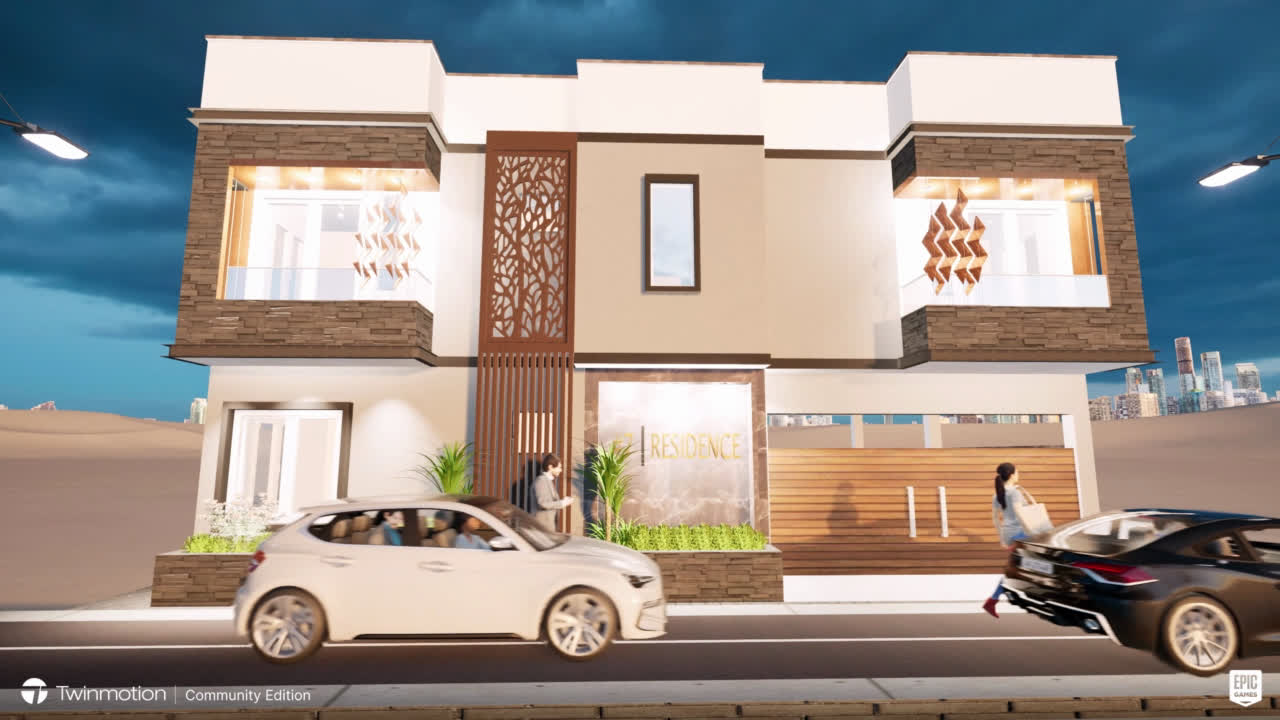 RESIDENCE
Twinmotion | Community Edition
EPIC
GAMES